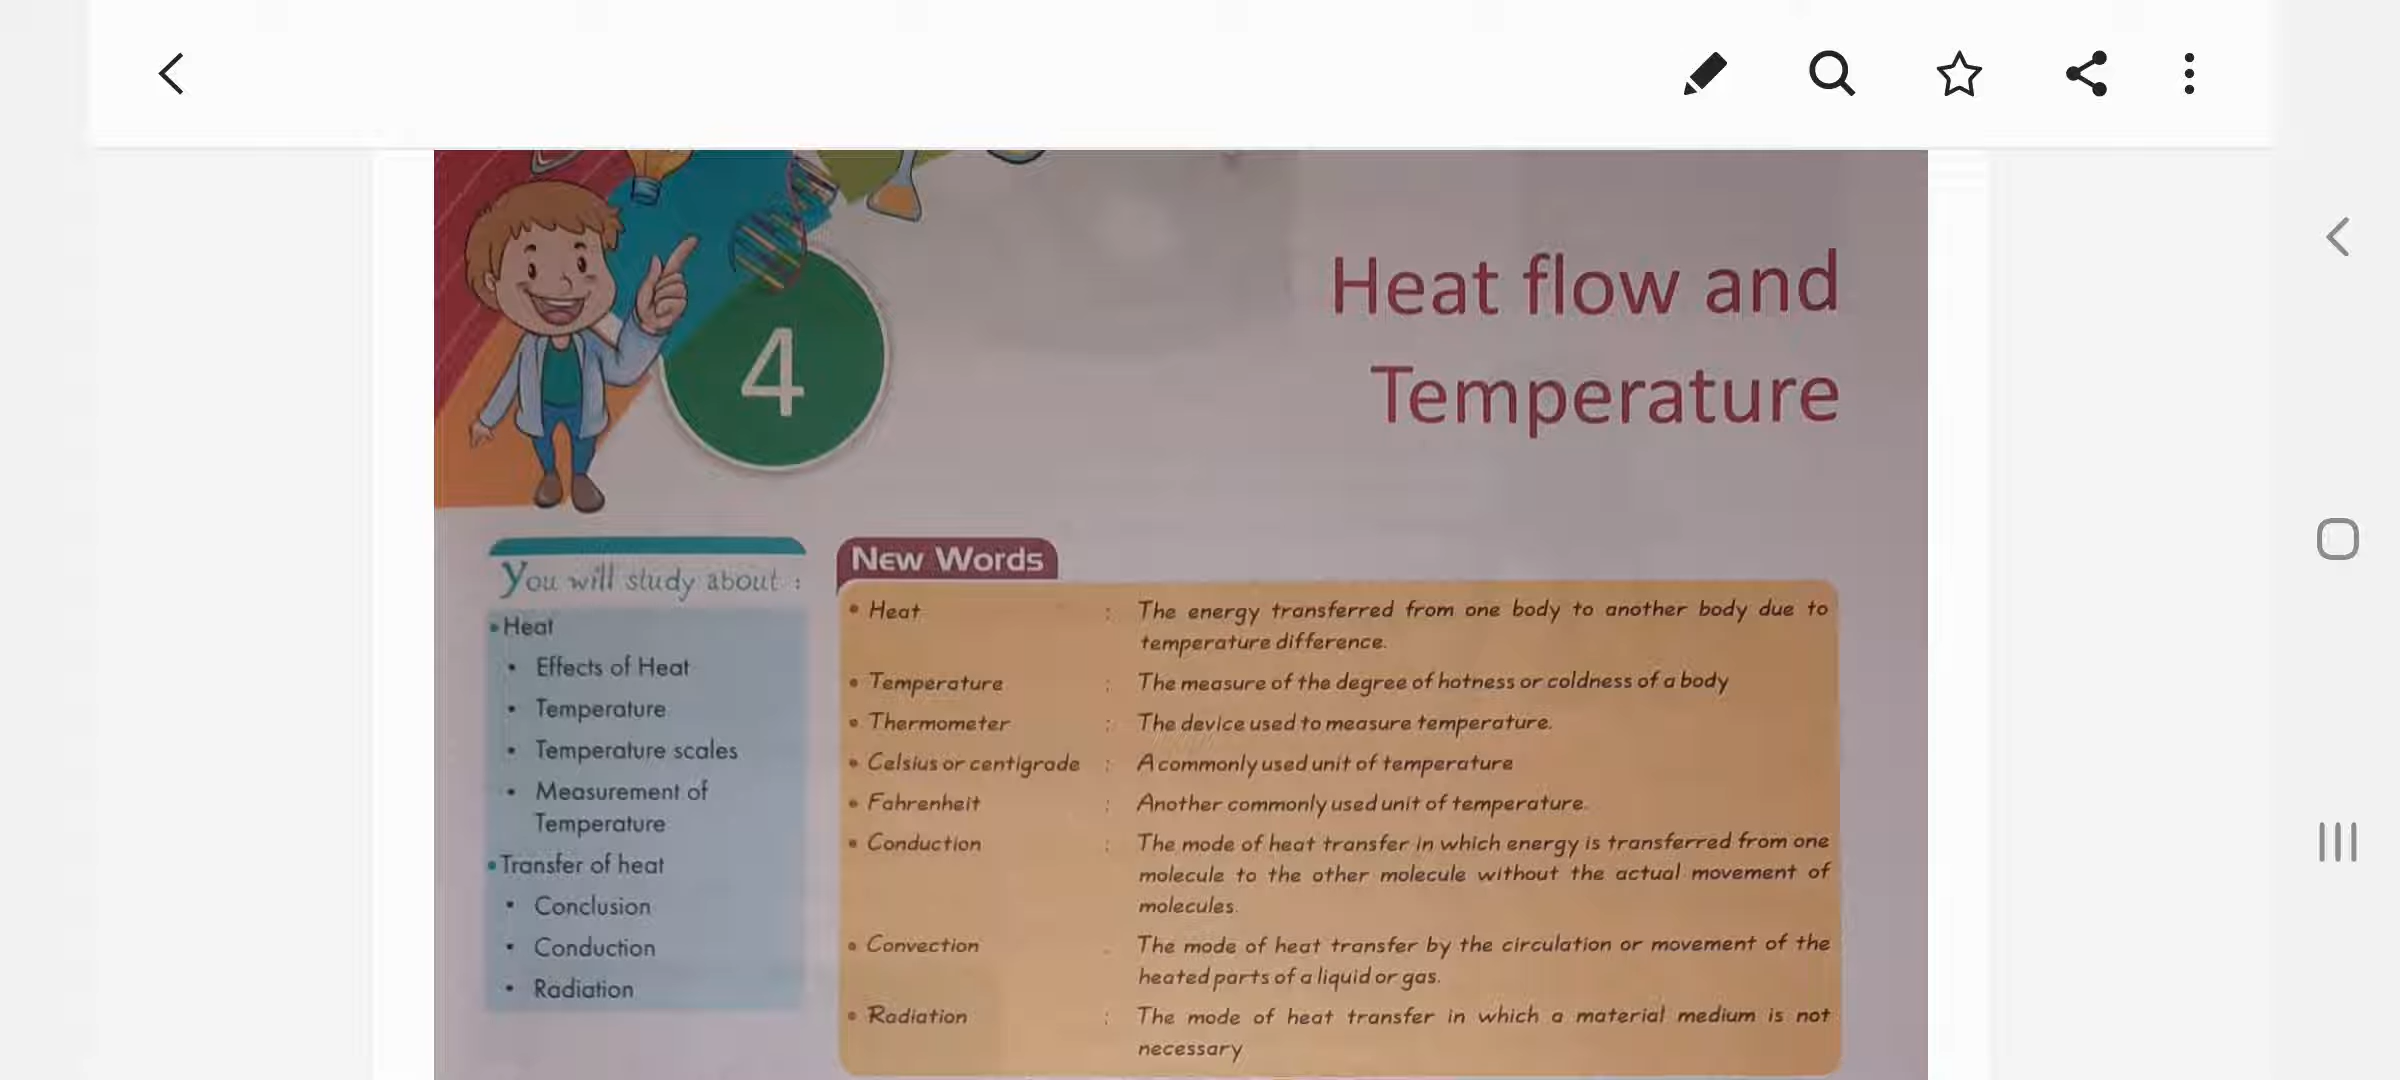 4
Heat flow and
Temperature
You will study about :
• Heat
• Effects of Heat
• Temperature
• Temperature scales
• Measurement of
Temperature
• Transfer of heat
• Conclusion
• Conduction
• Radiation
New Words
• Heat : The energy transferred from one body to another body due to
temperature difference.
• Temperature : The measure of the degree of hotness or coldness of a body
• Thermometer : The device used to measure temperature.
• Celsius or centigrade : A commonly used unit of temperature
• Fahrenheit : Another commonly used unit of temperature.
• Conduction : The mode of heat transfer in which energy is transferred from one
molecule to the other molecule without the actual movement of
molecules.
• Convection . The mode of heat transfer by the circulation or movement of the
heated parts of a liquid or gas.
• Radiation : The mode of heat transfer in which a material medium is not
necessary